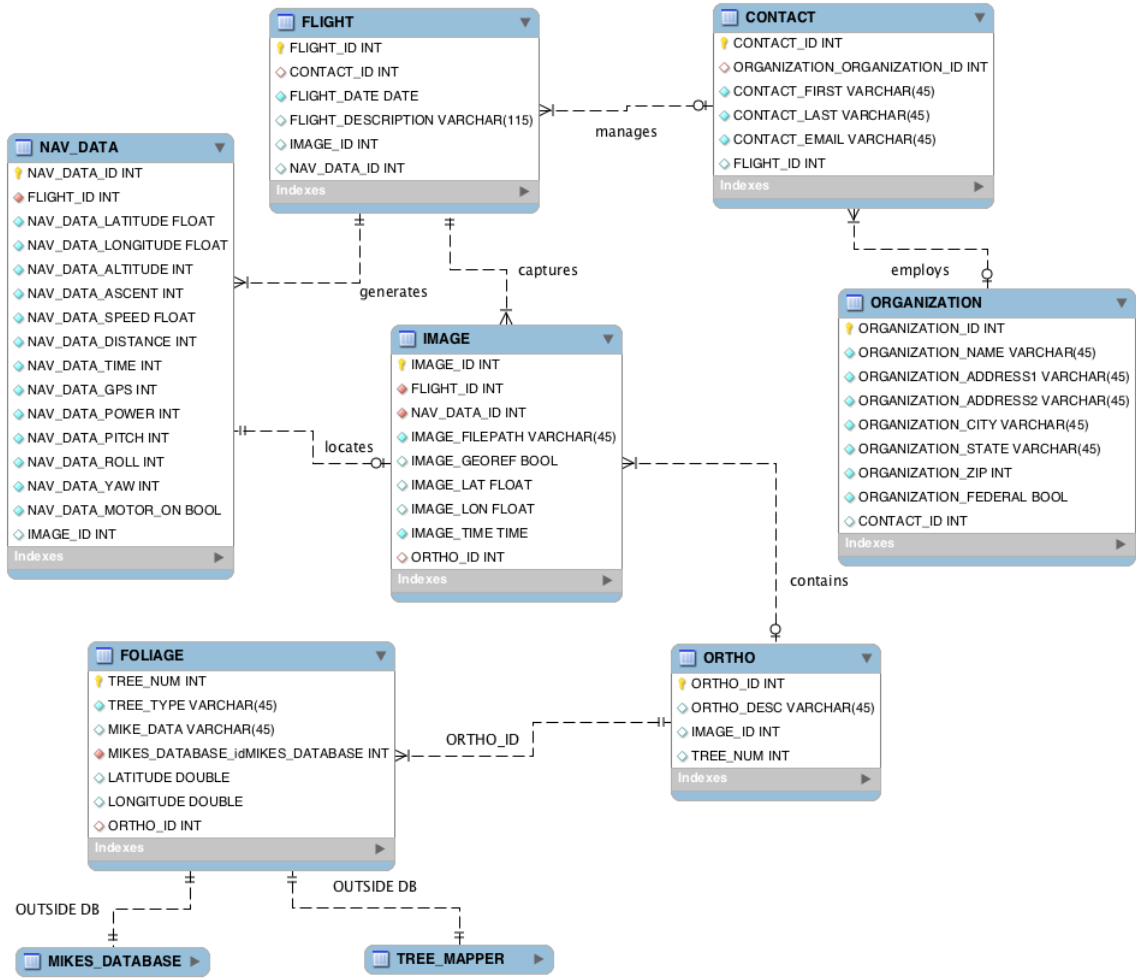 FLIGHT
FLIGHT_ID INT
CONTACT_ID INT
FLIGHT_DATE DATE
FLIGHT_DESCRIPTION VARCHAR(115)
IMAGE_ID INT
NAV_DATA_ID INT
Indexes
CONTACT
CONTACT_ID INT
ORGANIZATION_ORGANIZATION_ID INT
CONTACT_FIRST VARCHAR(45)
CONTACT_LAST VARCHAR(45)
CONTACT_EMAIL VARCHAR(45)
FLIGHT_ID INT
Indexes
manages
NAV_DATA
NAV_DATA_ID INT
FLIGHT_ID INT
NAV_DATA_LATITUDE FLOAT
NAV_DATA_LONGITUDE FLOAT
NAV_DATA_ALTITUDE INT
NAV_DATA_ASCENT INT
NAV_DATA_SPEED FLOAT
NAV_DATA_DISTANCE INT
NAV_DATA_TIME INT
NAV_DATA_GPS INT
NAV_DATA_POWER INT
NAV_DATA_PITCH INT
NAV_DATA_ROLL INT
NAV_DATA_YAW INT
NAV_DATA_MOTOR_ON BOOL
IMAGE_ID INT
Indexes
generates
captures
employs
IMAGE
IMAGE_ID INT
FLIGHT_ID INT
NAV_DATA_ID INT
IMAGE_FILEPATH VARCHAR(45)
IMAGE_GEOREF BOOL
IMAGE_LAT FLOAT
IMAGE_LON FLOAT
IMAGE_TIME TIME
ORTHO_ID INT
Indexes
locates
ORGANIZATION
ORGANIZATION_ID INT
ORGANIZATION_NAME VARCHAR(45)
ORGANIZATION_ADDRESS1 VARCHAR(45)
ORGANIZATION_ADDRESS2 VARCHAR(45)
ORGANIZATION_CITY VARCHAR(45)
ORGANIZATION_STATE VARCHAR(45)
ORGANIZATION_ZIP INT
ORGANIZATION_FEDERAL BOOL
CONTACT_ID INT
Indexes
contains
FOLIAGE
TREE_NUM INT
TREE_TYPE VARCHAR(45)
MIKE_DATA VARCHAR(45)
MIKES_DATABASE_idMIKES_DATABASE INT
LATITUDE DOUBLE
LONGITUDE DOUBLE
ORTHO_ID INT
Indexes
ORTHO_ID
ORTHO
ORTHO_ID INT
ORTHO_DESC VARCHAR(45)
IMAGE_ID INT
TREE_NUM INT
Indexes
OUTSIDE DB
OUTSIDE DB
MIKES_DATABASE
TREE_MAPPER